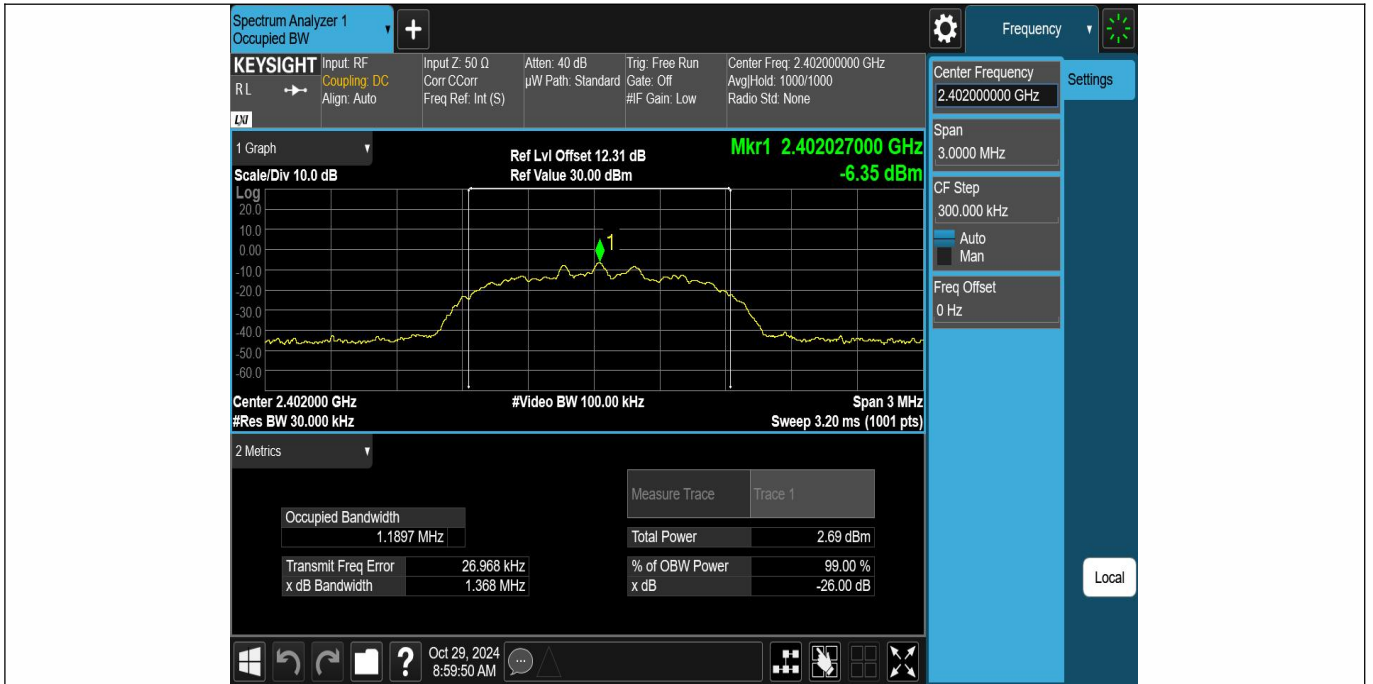 Spectrum Analyzer 1
Occupied BW
+
Frequency
KEYSIGHT
RL
LXI
Input: RF
Coupling: DC
Align: Auto
Input Z: 50 Ω
Corr CCorr
Freq Ref: Int (S)
Atten: 40 dB
µW Path: Standard
Trig: Free Run
Gate: Off
#IF Gain: Low
Center Freq: 2.402000000 GHz
Avg|Hold: 1000/1000
Radio Std: None
Center Frequency
2.402000000 GHz
Settings
Span
3.0000 MHz
CF Step
300.000 kHz
Auto
Man
Freq Offset
0 Hz
Local
1 Graph
Scale/Div 10.0 dB
Ref Lvl Offset 12.31 dB
Ref Value 30.00 dBm
Mkr1 2.402027000 GHz
-6.35 dBm
Log
20.0
10.0
0.00
-10.0
-20.0
-30.0
-40.0
-50.0
-60.0
1
Center 2.402000 GHz
#Video BW 100.00 kHz
Span 3 MHz
#Res BW 30.000 kHz
Sweep 3.20 ms (1001 pts)
2 Metrics
Measure Trace Trace 1
Occupied Bandwidth
1.1897 MHz
Total Power 2.69 dBm
Transmit Freq Error 26.968 kHz
% of OBW Power 99.00 %
x dB Bandwidth 1.368 MHz
x dB -26.00 dB
?
Oct 29, 2024
8:59:50 AM